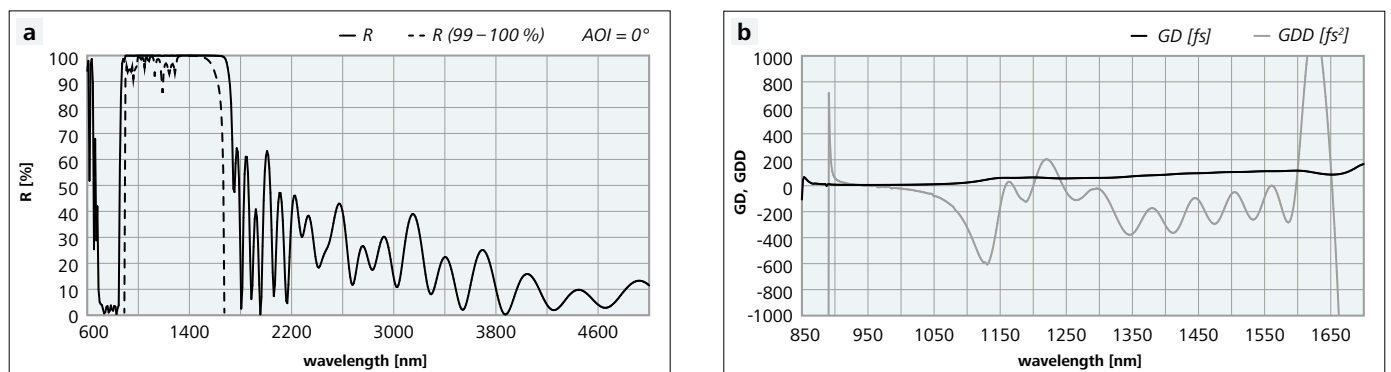 a
R R (99 – 100 %) AOI = 0°
100
90
80
70
60
50
40
30
20
10
0
R [%]
600 1400 2200 3000 3800 4600
wavelength [nm]
b
GD [fs] GDD [fs²]
1000
800
600
400
200
0
-200
-400
-600
-800
-1000
GD, GDD
850 950 1050 1150 1250 1350 1450 1550 1650
wavelength [nm]